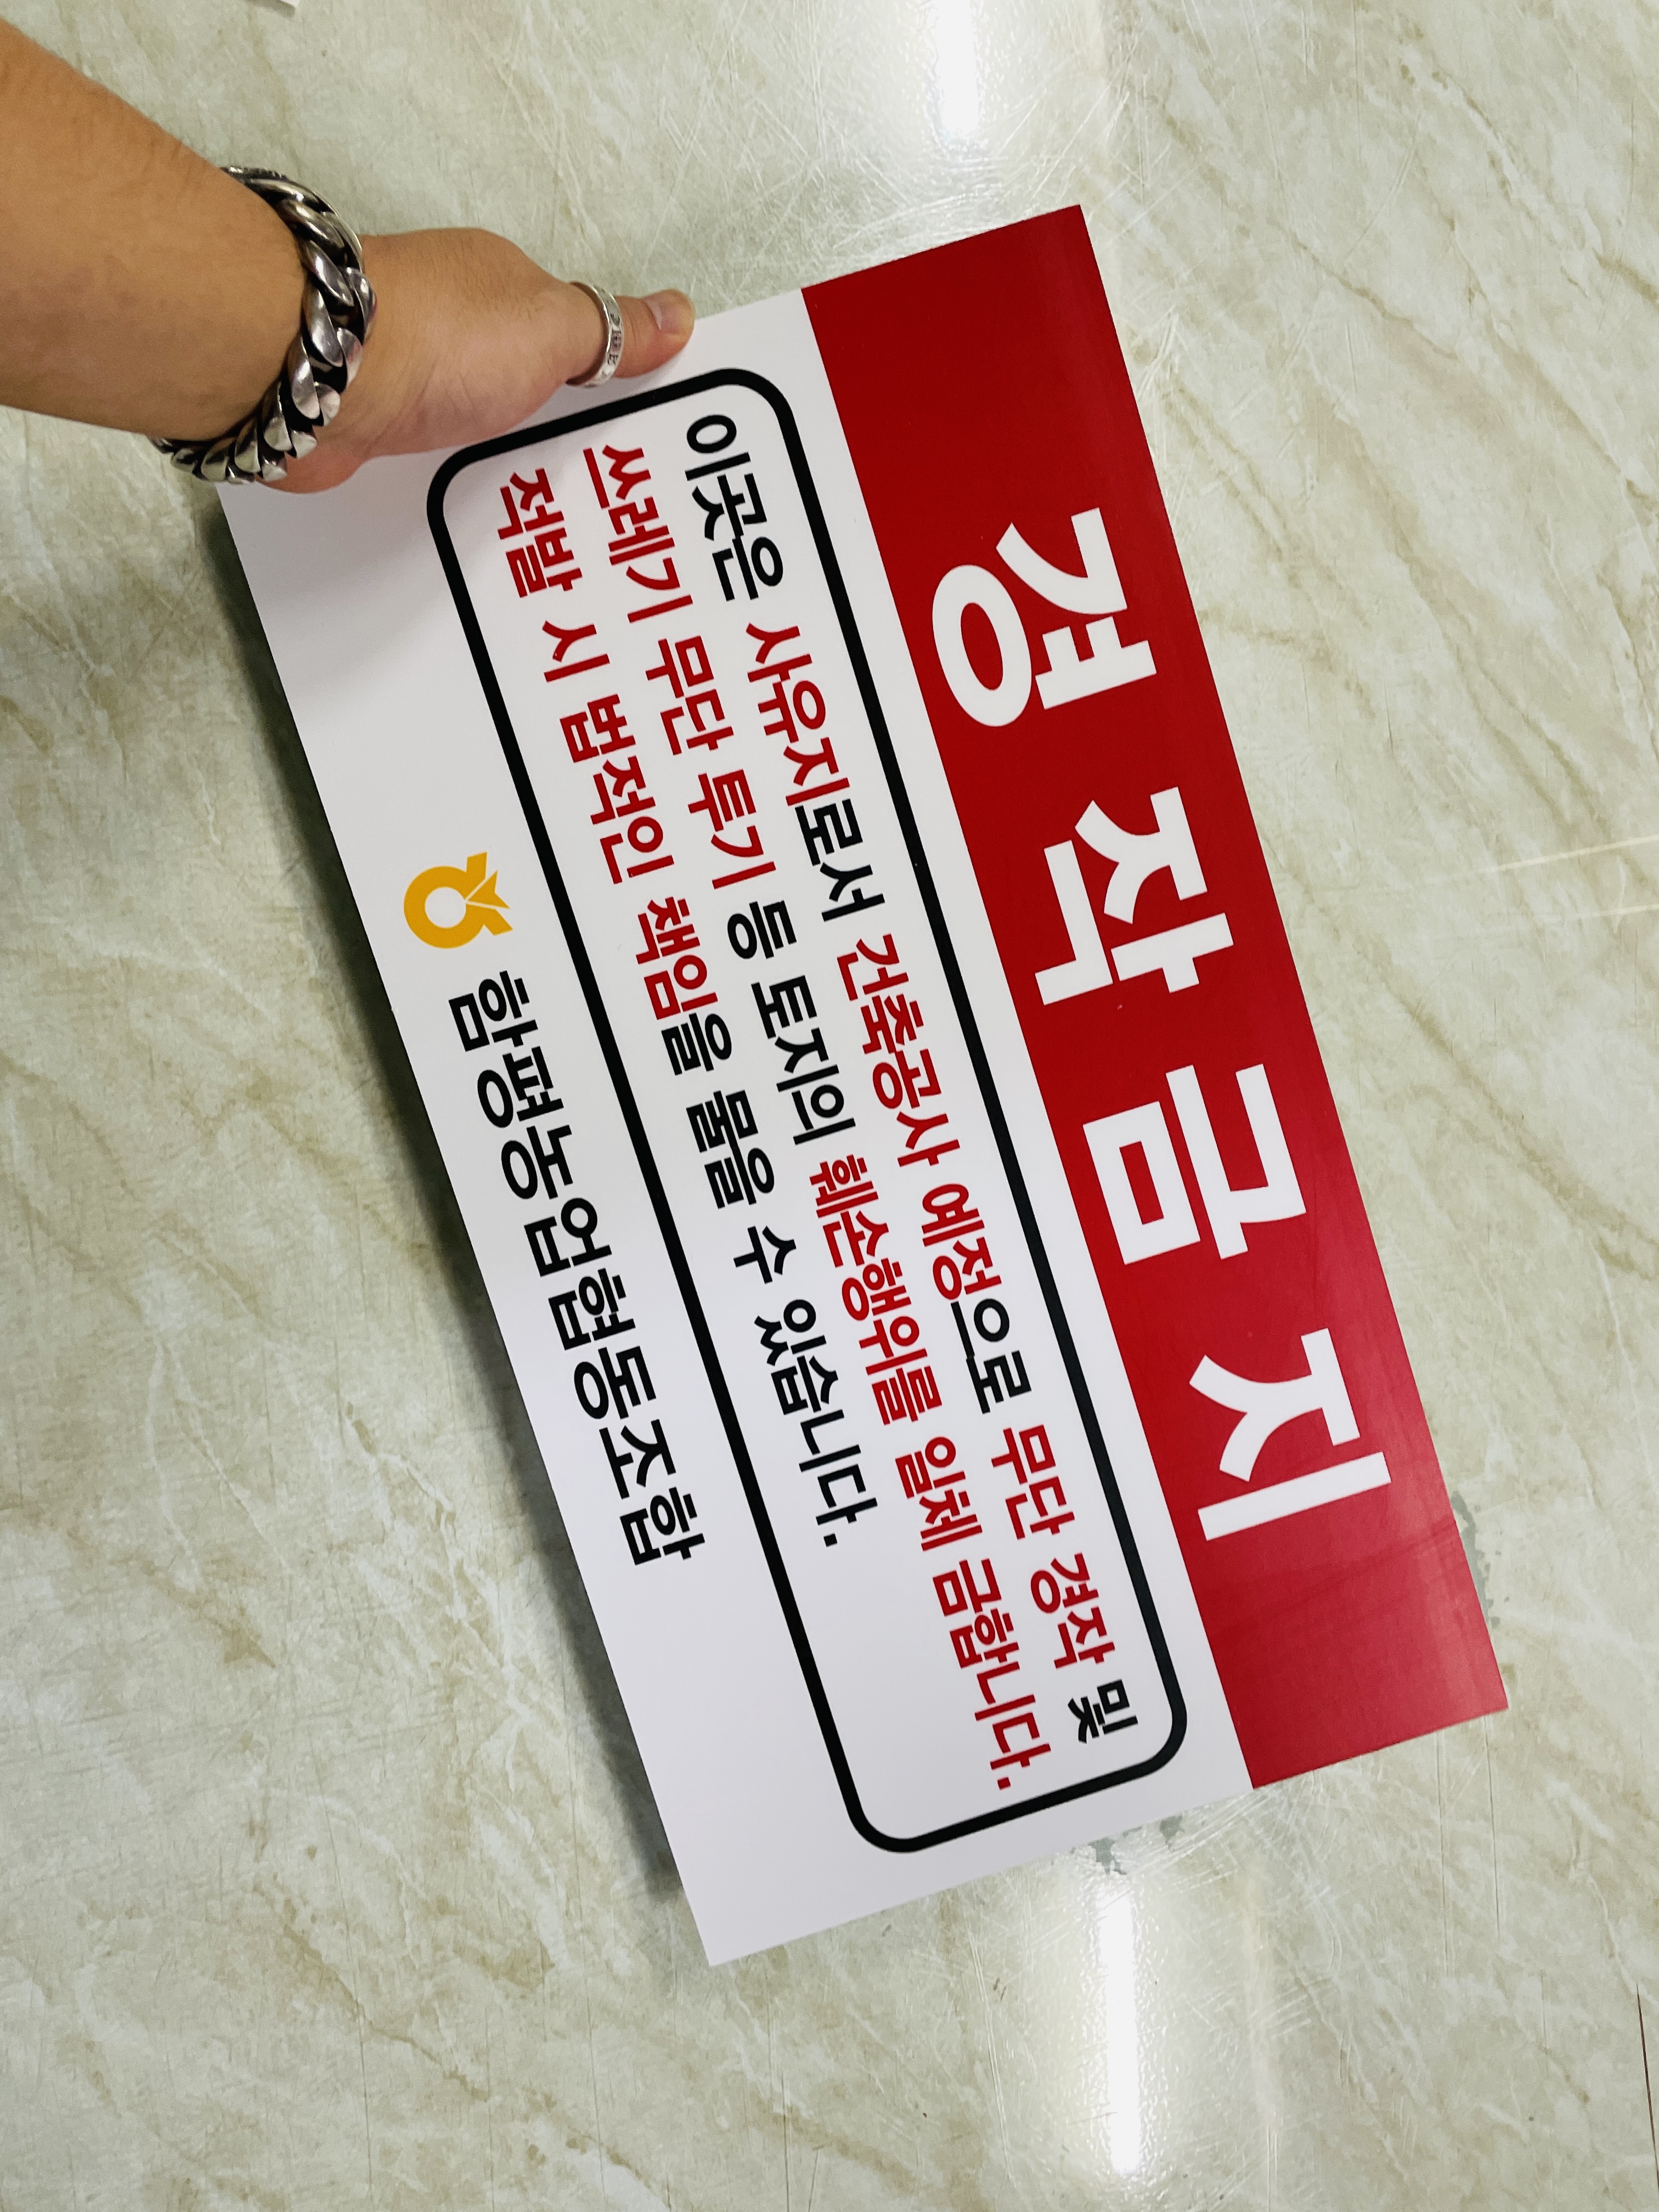 경작금지
이곳은 사유지로서 건축공사 예정으로 무단 경작 및
쓰레기 무단 투기 등 토지의 훼손행위를 일체 금합니다.
적발 시 법적인 책임을 물을 수 있습니다.
함평농업협동조합